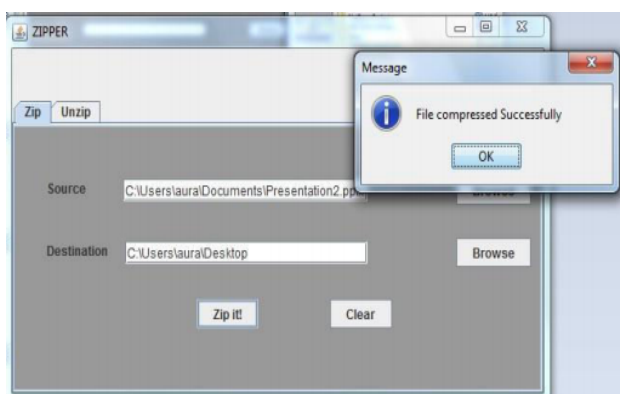 ZIPPER
Message
File compressed Successfully
OK
Zip Unzip
Source C:\Users\aura\Documents\Presentation2.pp
Destination C:\Users\aura\Desktop Browse
Zip it! Clear